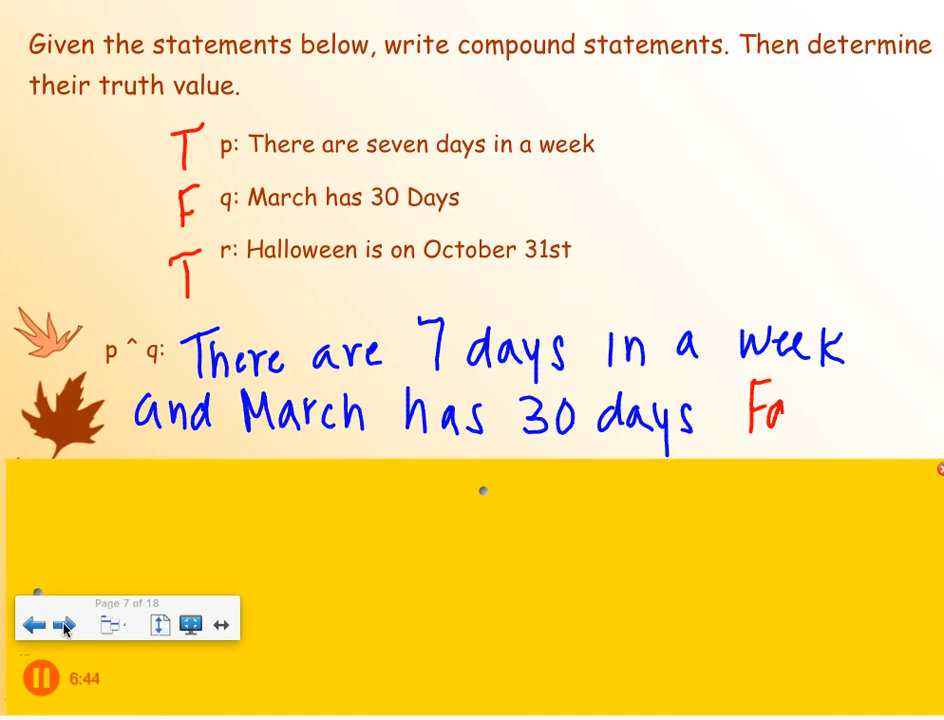 Given the statements below, write compound statements. Then determine
their truth value.
T p: There are seven days in a week
F q: March has 30 Days
T r: Halloween is on October 31st
p ^ q: There are 7 days in a week
and March has 30 days Fa
Page 7 of 18
6:44